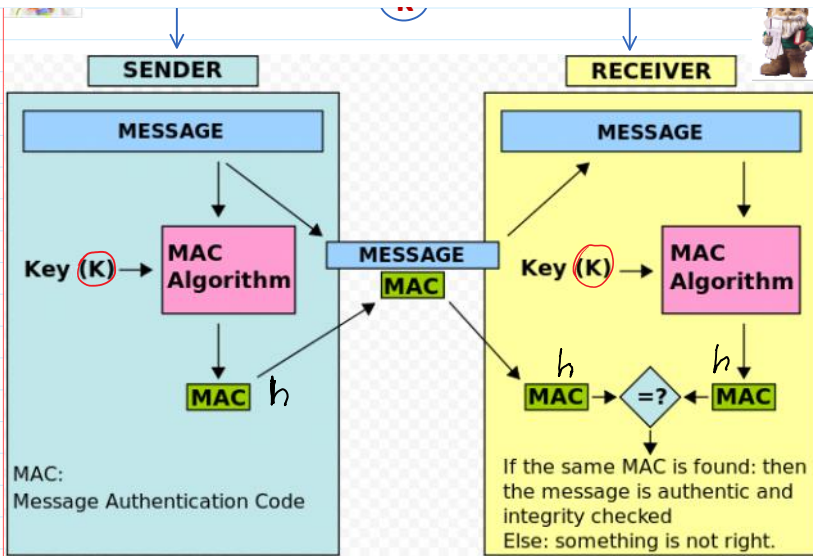 K
SENDER
RECEIVER
MESSAGE
MESSAGE
Key (K)
MAC
Algorithm
MESSAGE
MAC
Key (K)
MAC
Algorithm
MAC
h
h
MAC
=?
h
MAC
MAC:
Message Authentication Code
If the same MAC is found: then
the message is authentic and
integrity checked
Else: something is not right.